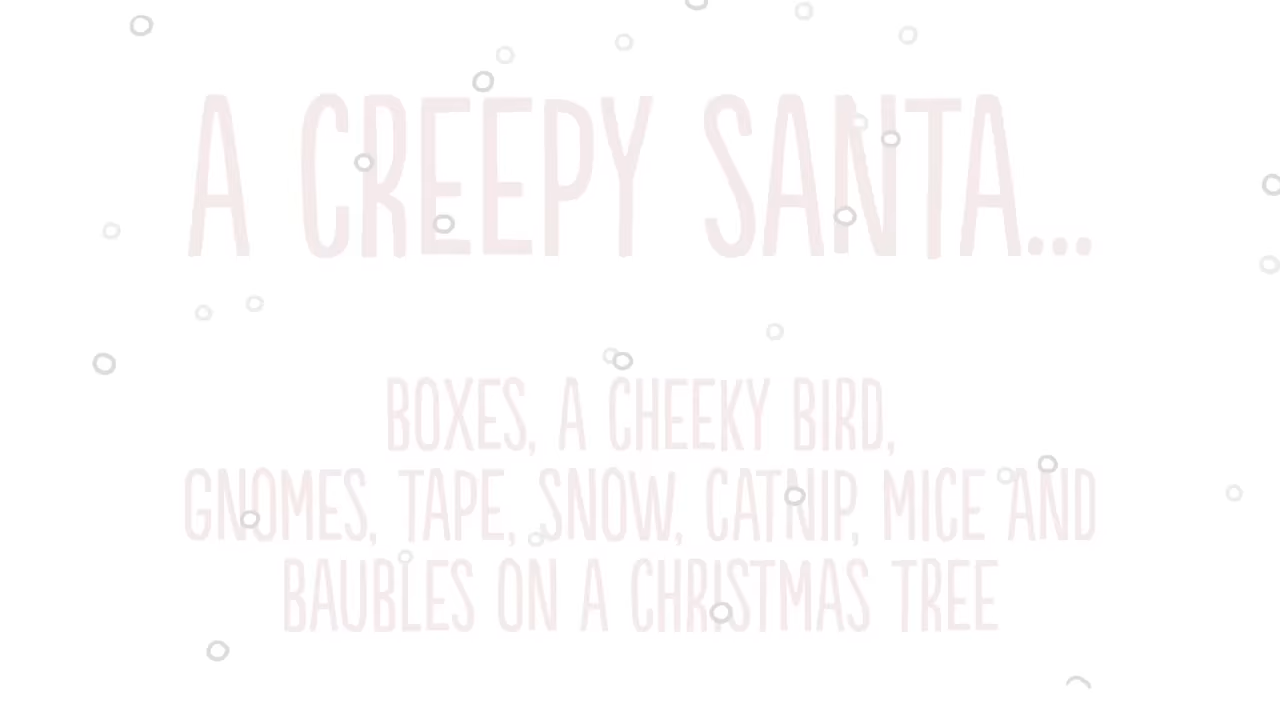 A CREEPY SANTA...
BOXES, A CHEEKY BIRD,
GNOMES, TAPE, SNOW, CATNIP, MICE AND
BAUBLES ON A CHRISTMAS TREE